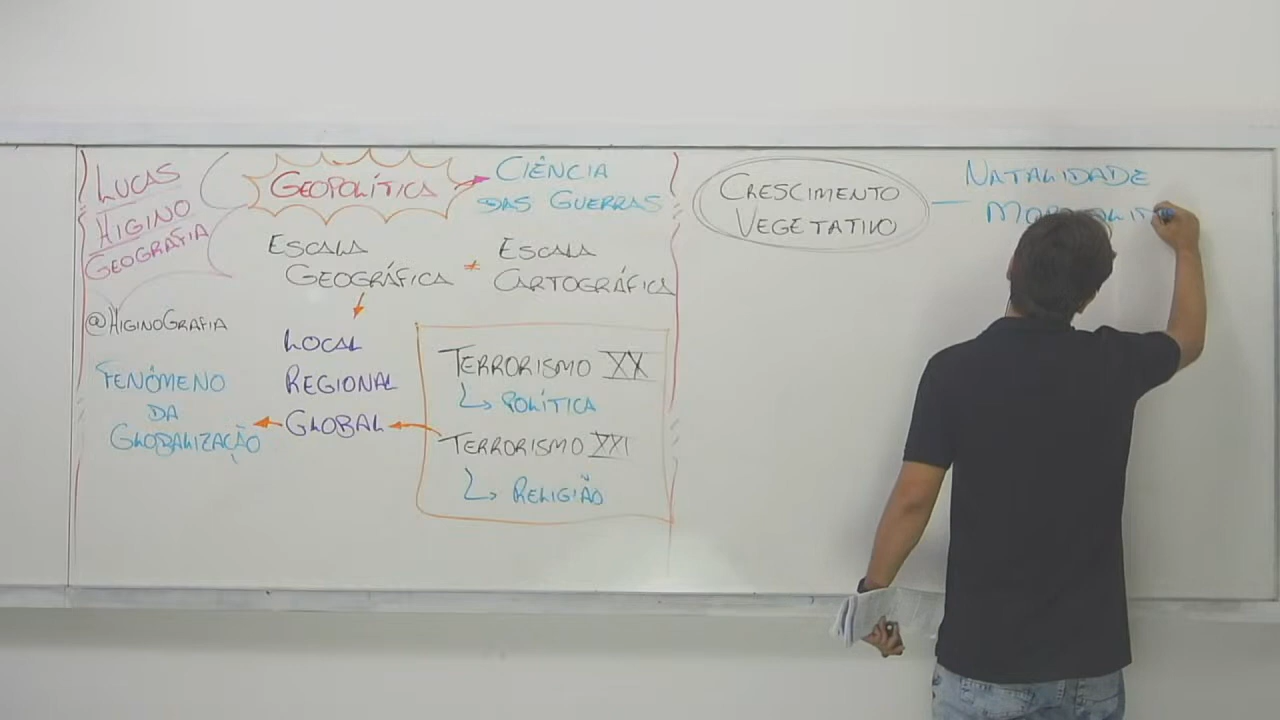 LUCAS
HIGINO
GEOGRAFIA
@HIGINOGRAFIA
FENÔMENO
DA
GLOBALIZAÇÃO
GEOPOLÍTICA
CIÊNCIA
DAS GUERRAS
ESCALA
GEOGRÁFICA
≠
ESCALA
CARTOGRÁFICA
LOCAL
REGIONAL
GLOBAL
TERRORISMO XX
POLÍTICA
TERRORISMO XXI
RELIGIÃO
CRESCIMENTO
VEGETATIVO
NATALIDADE